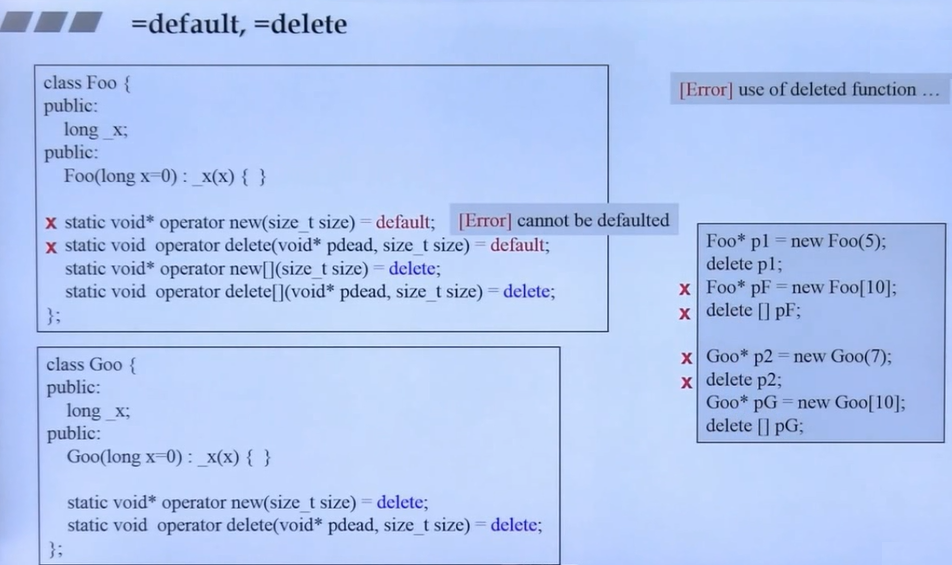 =default, =delete
class Foo {
public:
long _x;
public:
Foo(long x=0) : _x(x) { }
x static void* operator new(size_t size) = default; [Error] cannot be defaulted
x static void operator delete(void* pdead, size_t size) = default;
static void* operator new[](size_t size) = delete;
static void operator delete[](void* pdead, size_t size) = delete;
};
class Goo {
public:
long _x;
public:
Goo(long x=0) : _x(x) { }
static void* operator new(size_t size) = delete;
static void operator delete(void* pdead, size_t size) = delete;
};
[Error] use of deleted function ...
Foo* p1 = new Foo(5);
delete p1;
x Foo* pF = new Foo[10];
x delete [] pF;
x Goo* p2 = new Goo(7);
x delete p2;
Goo* pG = new Goo[10];
delete [] pG;